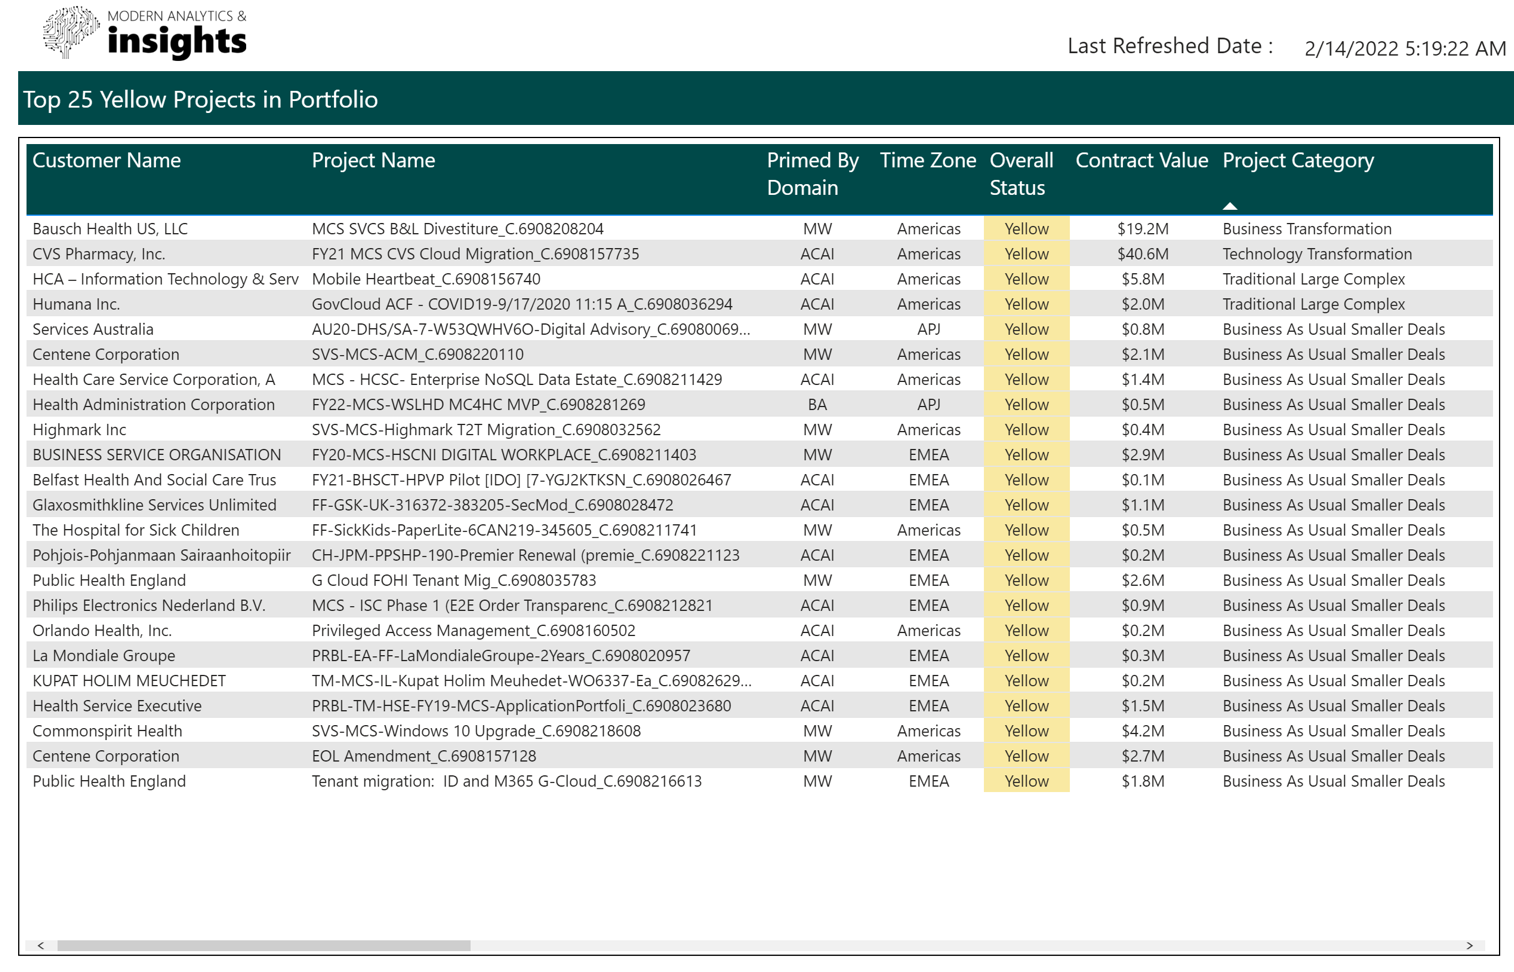 MODERN ANALYTICS &
insights
Last Refreshed Date : 2/14/2022 5:19:22 AM
Top 25 Yellow Projects in Portfolio
Customer Name Project Name Primed By Domain Time Zone Overall Status Contract Value Project Category
Bausch Health US, LLC MCS SVCS B&L Divestiture_C.6908208204 MW Americas Yellow $19.2M Business Transformation
CVS Pharmacy, Inc. FY21 MCS CVS Cloud Migration_C.6908157735 ACAI Americas Yellow $40.6M Technology Transformation
HCA – Information Technology & Serv Mobile Heartbeat_C.6908156740 ACAI Americas Yellow $5.8M Traditional Large Complex
Humana Inc. GovCloud ACF - COVID19-9/17/2020 11:15 A_C.6908036294 ACAI Americas Yellow $2.0M Traditional Large Complex
Services Australia AU20-DHS/SA-7-W53QWHV6O-Digital Advisory_C.69080069... MW APJ Yellow $0.8M Business As Usual Smaller Deals
Centene Corporation SVS-MCS-ACM_C.6908220110 MW Americas Yellow $2.1M Business As Usual Smaller Deals
Health Care Service Corporation, A MCS - HCSC- Enterprise NoSQL Data Estate_C.6908211429 ACAI Americas Yellow $1.4M Business As Usual Smaller Deals
Health Administration Corporation FY22-MCS-WSLHD MC4HC MVP_C.6908281269 BA APJ Yellow $0.5M Business As Usual Smaller Deals
Highmark Inc SVS-MCS-Highmark T2T Migration_C.6908032562 MW Americas Yellow $0.4M Business As Usual Smaller Deals
BUSINESS SERVICE ORGANISATION FY20-MCS-HSCNI DIGITAL WORKPLACE_C.6908211403 MW EMEA Yellow $2.9M Business As Usual Smaller Deals
Belfast Health And Social Care Trus FY21-BHSCT-HPVP Pilot [IDO] [7-YGJ2KTKSN_C.6908026467 ACAI EMEA Yellow $0.1M Business As Usual Smaller Deals
Glaxosmithkline Services Unlimited FF-GSK-UK-316372-383205-SecMod_C.6908028472 ACAI EMEA Yellow $1.1M Business As Usual Smaller Deals
The Hospital for Sick Children FF-SickKids-PaperLite-6CAN219-345605_C.6908211741 MW Americas Yellow $0.5M Business As Usual Smaller Deals
Pohjois-Pohjanmaan Sairaanhoitopiir CH-JPM-PPSHP-190-Premier Renewal (premie_C.6908221123 ACAI EMEA Yellow $0.2M Business As Usual Smaller Deals
Public Health England G Cloud FOHI Tenant Mig_C.6908035783 MW EMEA Yellow $2.6M Business As Usual Smaller Deals
Philips Electronics Nederland B.V. MCS - ISC Phase 1 (E2E Order Transparenc_C.6908212821 ACAI EMEA Yellow $0.9M Business As Usual Smaller Deals
Orlando Health, Inc. Privileged Access Management_C.6908160502 ACAI Americas Yellow $0.2M Business As Usual Smaller Deals
La Mondiale Groupe PRBL-EA-FF-LaMondialeGroupe-2Years_C.6908020957 ACAI EMEA Yellow $0.3M Business As Usual Smaller Deals
KUPAT HOLIM MEUCHEDET TM-MCS-IL-Kupat Holim Meuhedet-WO6337-Ea_C.69082629... ACAI EMEA Yellow $0.2M Business As Usual Smaller Deals
Health Service Executive PRBL-TM-HSE-FY19-MCS-ApplicationPortfoli_C.6908023680 ACAI EMEA Yellow $1.5M Business As Usual Smaller Deals
Commonspirit Health SVS-MCS-Windows 10 Upgrade_C.6908218608 MW Americas Yellow $4.2M Business As Usual Smaller Deals
Centene Corporation EOL Amendment_C.6908157128 MW Americas Yellow $2.7M Business As Usual Smaller Deals
Public Health England Tenant migration: ID and M365 G-Cloud_C.6908216613 MW EMEA Yellow $1.8M Business As Usual Smaller Deals